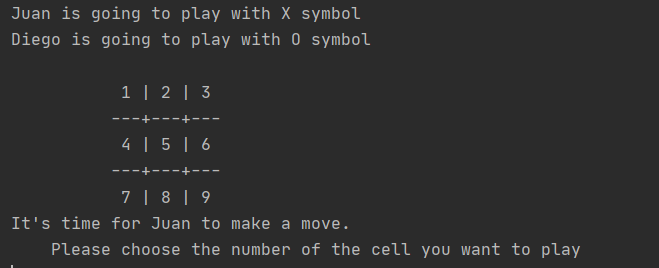 Juan is going to play with X symbol
Diego is going to play with O symbol
1 | 2 | 3
---+---+---
4 | 5 | 6
---+---+---
7 | 8 | 9
It's time for Juan to make a move.
Please choose the number of the cell you want to play